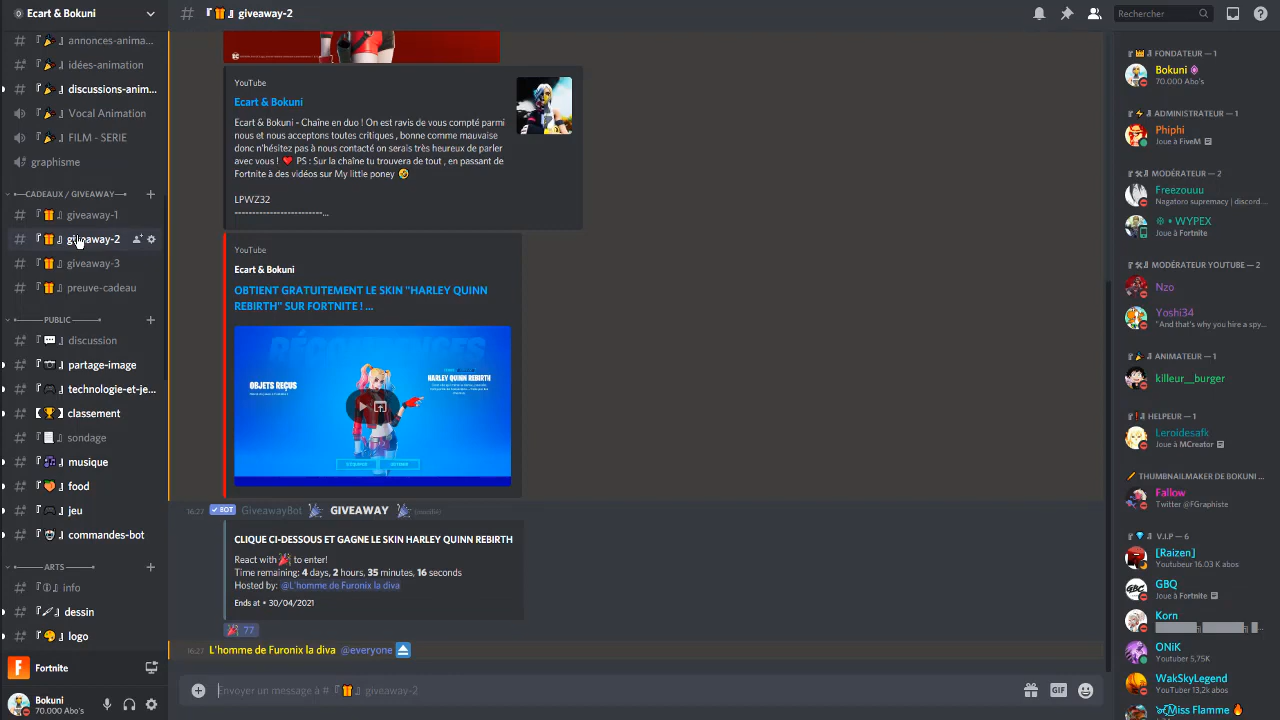 Ecart & Bokuni
annonces-anima...
idées-animation
discussions-anim...
Vocal Animation
FILM - SERIE
graphisme
CADEAUX / GIVEAWAY
giveaway-1
giveaway-2
giveaway-3
preuve-cadeau
PUBLIC
discussion
partage-image
technologie-et-je...
classement
sondage
musique
food
jeu
commandes-bot
ARTS
info
dessin
logo
Fortnite
Bokuni
70.000 Abo's
giveaway-2
Rechercher
YouTube
Ecart & Bokuni
Ecart & Bokuni - Chaîne en duo ! On est ravis de vous compté parmi
nous et nous acceptons toutes critiques , bonne comme mauvaise
donc n'hésitez pas à nous contacté on serais très heureux de parler
avec vous ! ❤️ PS : Sur la chaîne tu trouvera de tout , en passant de
Fortnite à des vidéos sur My little poney 🤣
LPWZ32
-------------------------...
YouTube
Ecart & Bokuni
OBTIENT GRATUITEMENT LE SKIN "HARLEY QUINN
REBIRTH" SUR FORTNITE ! ...
RÉCOMPENSES
OBJETS REÇUS
HARLEY QUINN REBIRTH
16:27 BOT GiveawayBot 🎉 GIVEAWAY 🎉 (modifié)
CLIQUE CI-DESSOUS ET GAGNE LE SKIN HARLEY QUINN REBIRTH
React with 🎉 to enter!
Time remaining: 4 days, 2 hours, 35 minutes, 16 seconds
Hosted by: @L'homme de Furonix la diva
Ends at • 30/04/2021
🎉 77
16:27 L'homme de Furonix la diva @everyone ⏏️
Envoyer un message à # 『🎁』 giveaway-2
GIF
FONDATEUR — 1
Bokuni
70.000 Abo's
ADMINISTRATEUR — 1
Phiphi
Joue à FiveM
MODÉRATEUR — 2
Freezouuu
Nagatoro supremacy | discord...
❄ • WYPEX
Joue à Fortnite
MODÉRATEUR YOUTUBE — 2
Nzo
Yoshi34
"And that's why you hire a spy...
ANIMATEUR — 1
killeur__burger
HELPEUR — 1
Leroidesafk
Joue à MCreator
THUMBNAILMAKER DE BOKUNI ...
Fallow
Twitter @FGraphiste
V.I.P — 6
[Raizen]
Youtubeur 16.03 K abos
GBQ
Joue à Fortnite
Korn
ONiK
Youtuber 5,75K
WakSkyLegend
YouTuber 13,2k abos
Miss Flamme 🔥